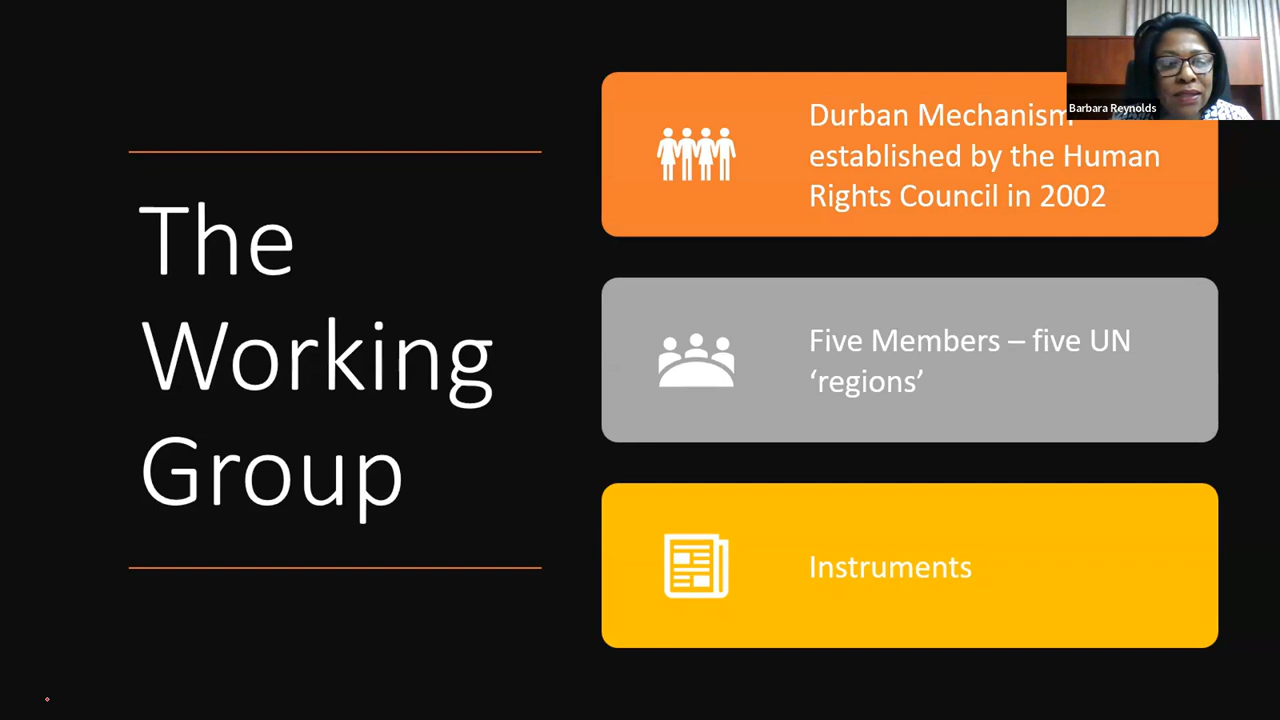 The
Working
Group
Durban Mechanism
established by the Human
Rights Council in 2002
Five Members – five UN
‘regions’
Instruments
Barbara Reynolds